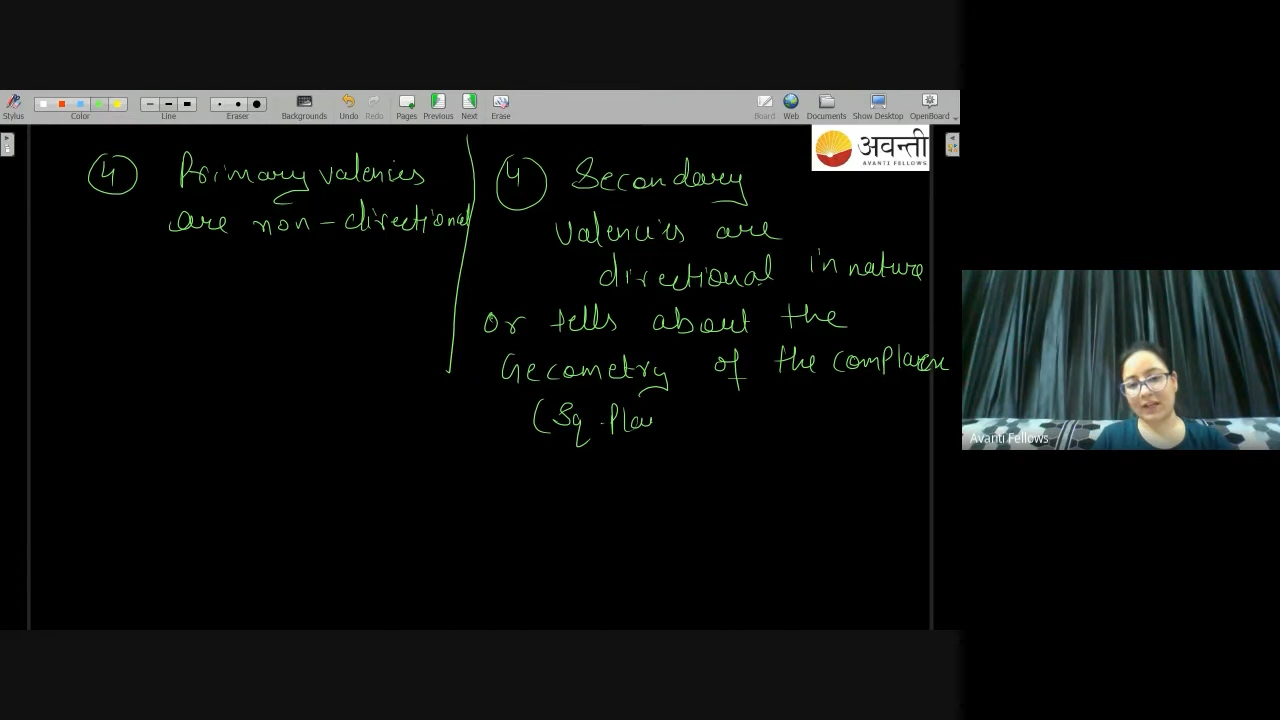 Stylus
Color
Line
Eraser
Backgrounds
Undo
Redo
Pages
Previous
Next
Erase
Board
Web
Documents
Show Desktop
OpenBoard
अवन्ती
AVANTI FELLOWS
4 Primary valencies
are non-directional
4 Secondary
valencies are
directional in nature
or tells about the
Geometry of the
(Sq. Plan
Avanti Fellows